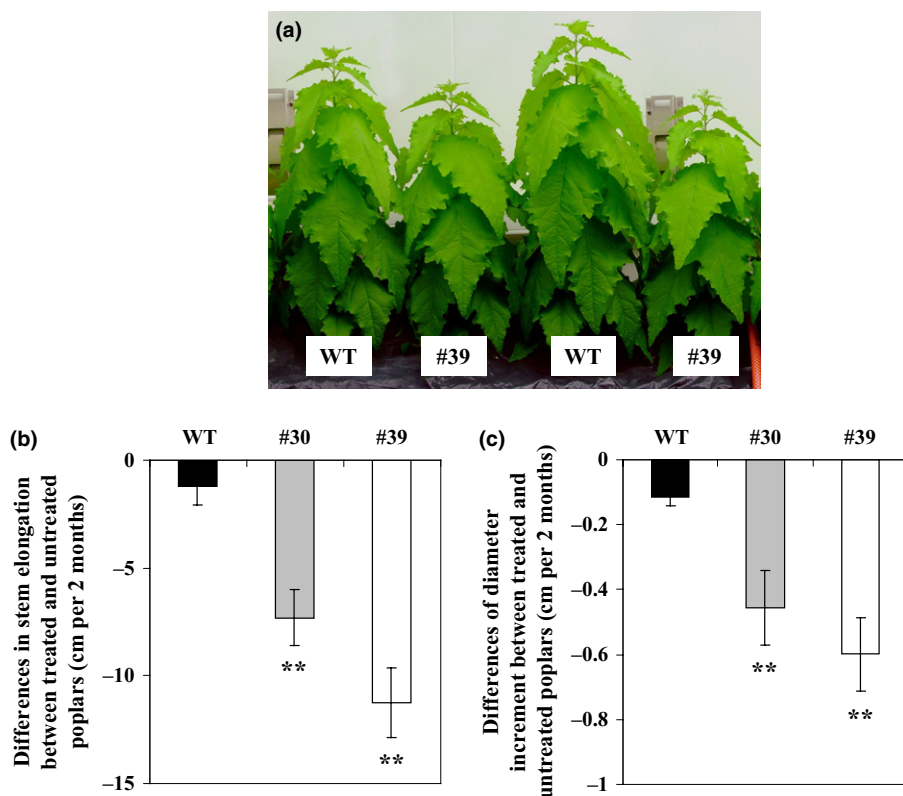 (a)
WT
#39
WT
#39
(b)
WT
#30
#39
Differences in stem elongation
between treated and untreated
poplars (cm per 2 months)
0
−5
−10
−15
**
**
(c)
WT
#30
#39
Differences of diameter
increment between treated and
untreated poplars (cm per 2 months)
0
−0.2
−0.4
−0.6
−0.8
−1
**
**